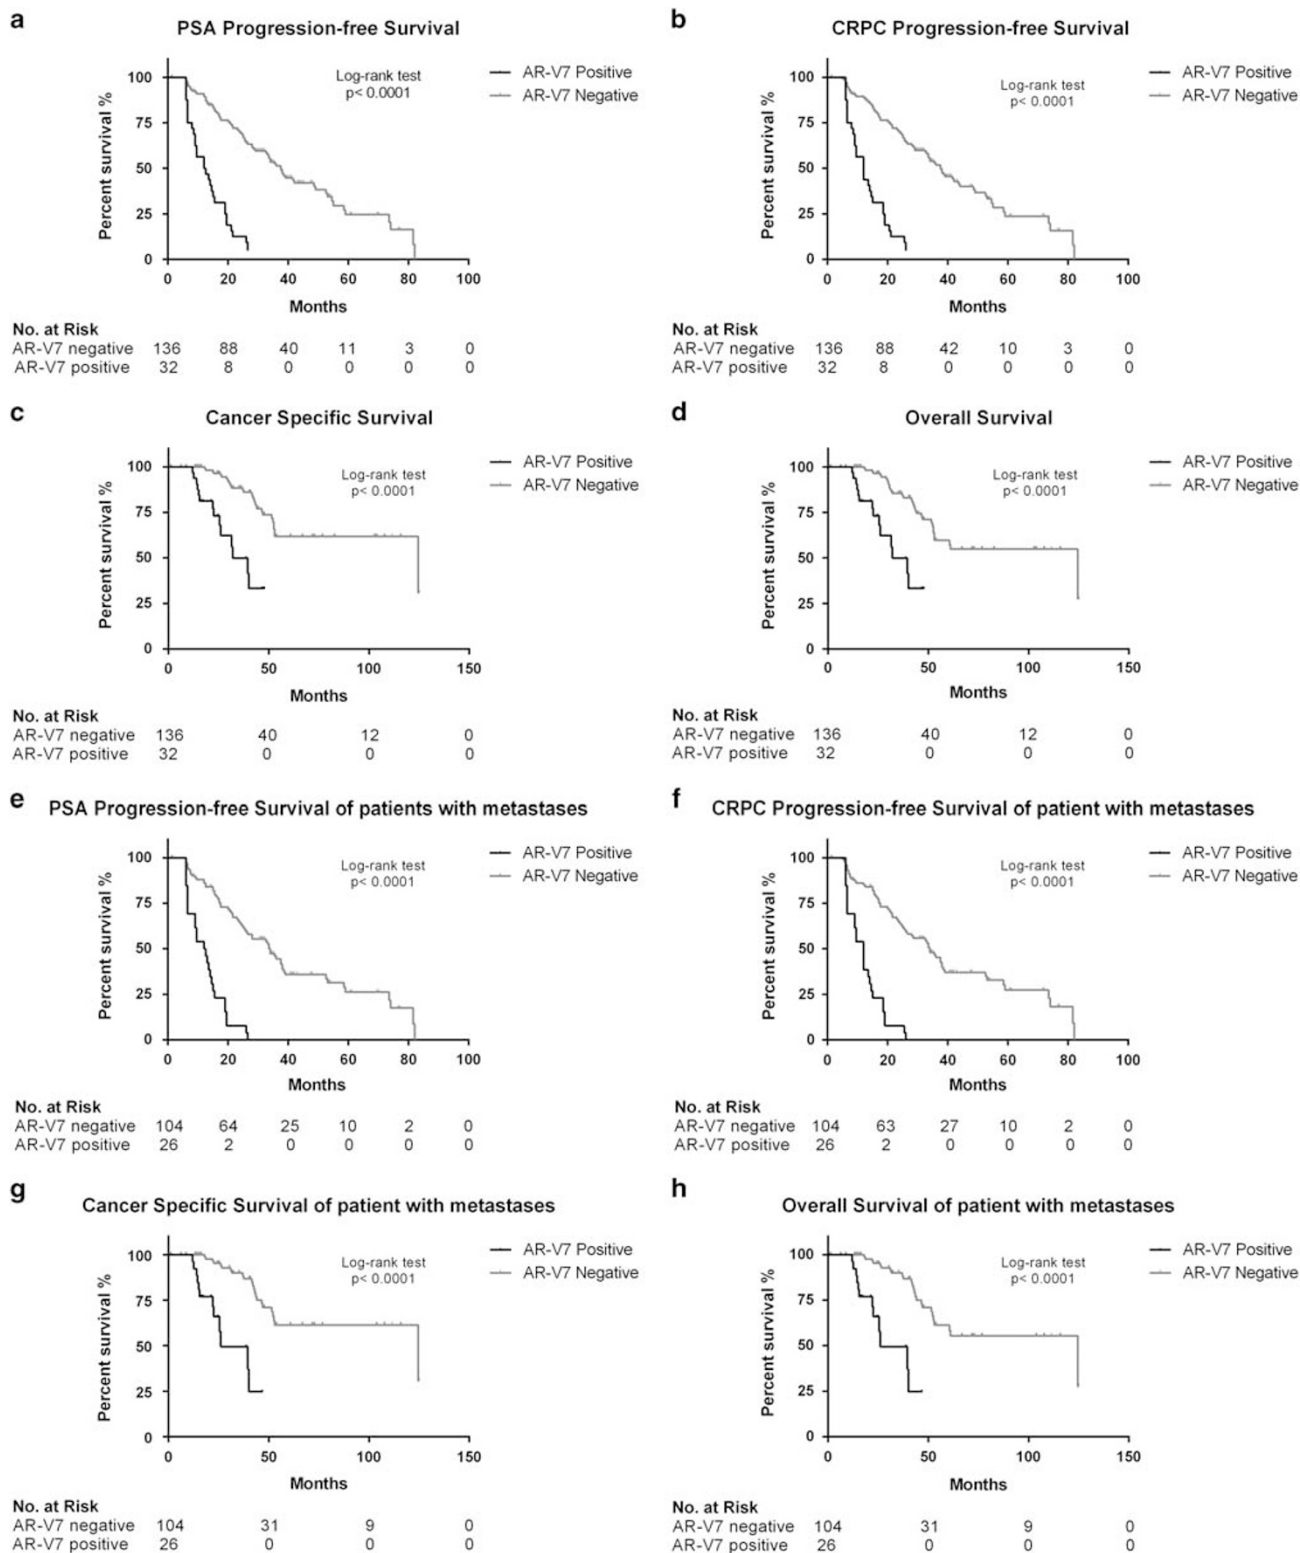 a
PSA Progression-free Survival
Log-rank test
p< 0.0001
AR-V7 Positive
AR-V7 Negative
Percent survival %
100
75
50
25
0
0 20 40 60 80 100
Months
No. at Risk
AR-V7 negative 136 88 40 11 3 0
AR-V7 positive 32 8 0 0 0 0
b
CRPC Progression-free Survival
Log-rank test
p< 0.0001
AR-V7 Positive
AR-V7 Negative
Percent survival %
100
75
50
25
0
0 20 40 60 80 100
Months
No. at Risk
AR-V7 negative 136 88 42 10 3 0
AR-V7 positive 32 8 0 0 0 0
c
Cancer Specific Survival
Log-rank test
p< 0.0001
AR-V7 Positive
AR-V7 Negative
Percent survival %
100
75
50
25
0
0 50 100 150
Months
No. at Risk
AR-V7 negative 136 40 12 0
AR-V7 positive 32 0 0 0
d
Overall Survival
Log-rank test
p< 0.0001
AR-V7 Positive
AR-V7 Negative
Percent survival %
100
75
50
25
0
0 50 100 150
Months
No. at Risk
AR-V7 negative 136 40 12 0
AR-V7 positive 32 0 0 0
e
PSA Progression-free Survival of patients with metastases
Log-rank test
p< 0.0001
AR-V7 Positive
AR-V7 Negative
Percent survival %
100
75
50
25
0
0 20 40 60 80 100
Months
No. at Risk
AR-V7 negative 104 64 25 10 2 0
AR-V7 positive 26 2 0 0 0 0
f
CRPC Progression-free Survival of patient with metastases
Log-rank test
p< 0.0001
AR-V7 Positive
AR-V7 Negative
Percent survival %
100
75
50
25
0
0 20 40 60 80 100
Months
No. at Risk
AR-V7 negative 104 63 27 10 2 0
AR-V7 positive 26 2 0 0 0 0
g
Cancer Specific Survival of patient with metastases
Log-rank test
p< 0.0001
AR-V7 Positive
AR-V7 Negative
Percent survival %
100
75
50
25
0
0 50 100 150
Months
No. at Risk
AR-V7 negative 104 31 9 0
AR-V7 positive 26 0 0 0
h
Overall Survival of patient with metastases
Log-rank test
p< 0.0001
AR-V7 Positive
AR-V7 Negative
Percent survival %
100
75
50
25
0
0 50 100 150
Months
No. at Risk
AR-V7 negative 104 31 9 0
AR-V7 positive 26 0 0 0